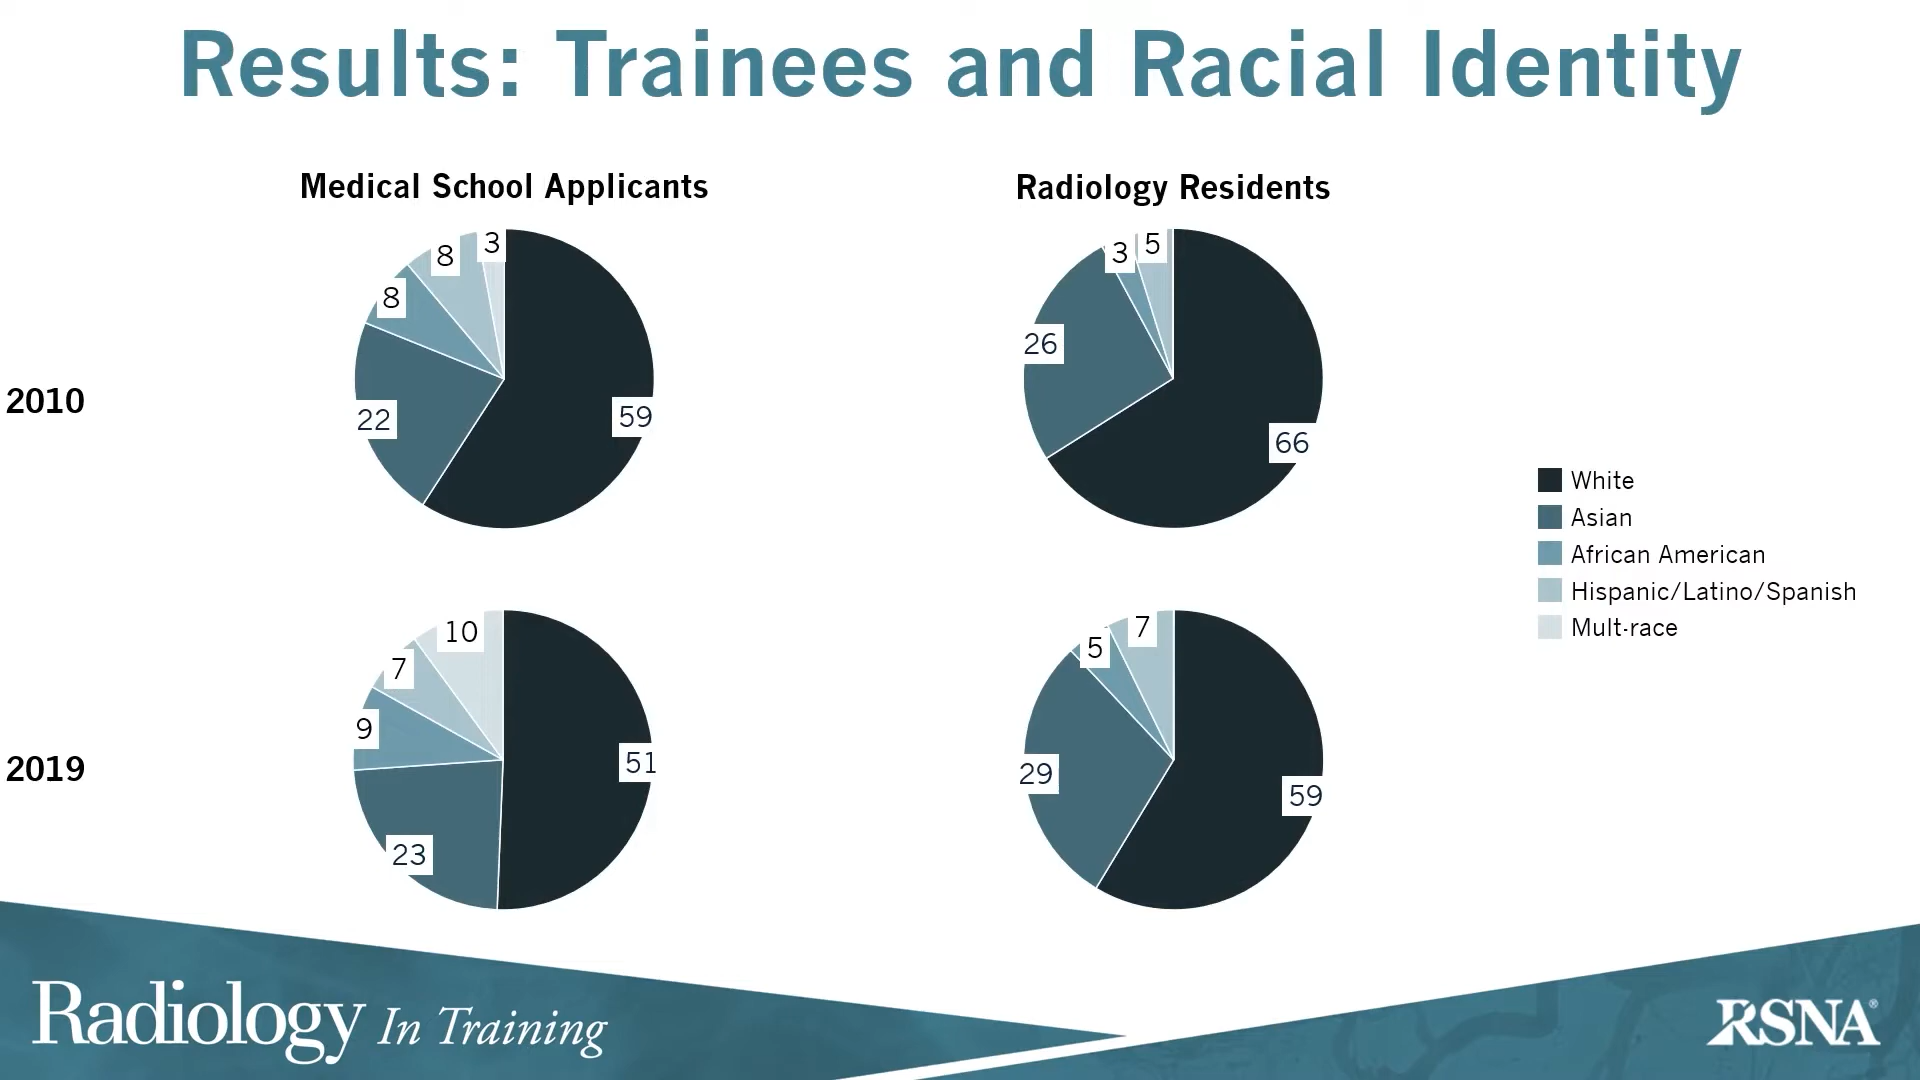 Results: Trainees and Racial Identity
Medical School Applicants
Radiology Residents
2010
3
8
8
22
59
3
5
26
66
White
Asian
African American
Hispanic/Latino/Spanish
Mult-race
2019
10
7
9
23
51
7
5
29
59
Radiology In Training
RSNA®